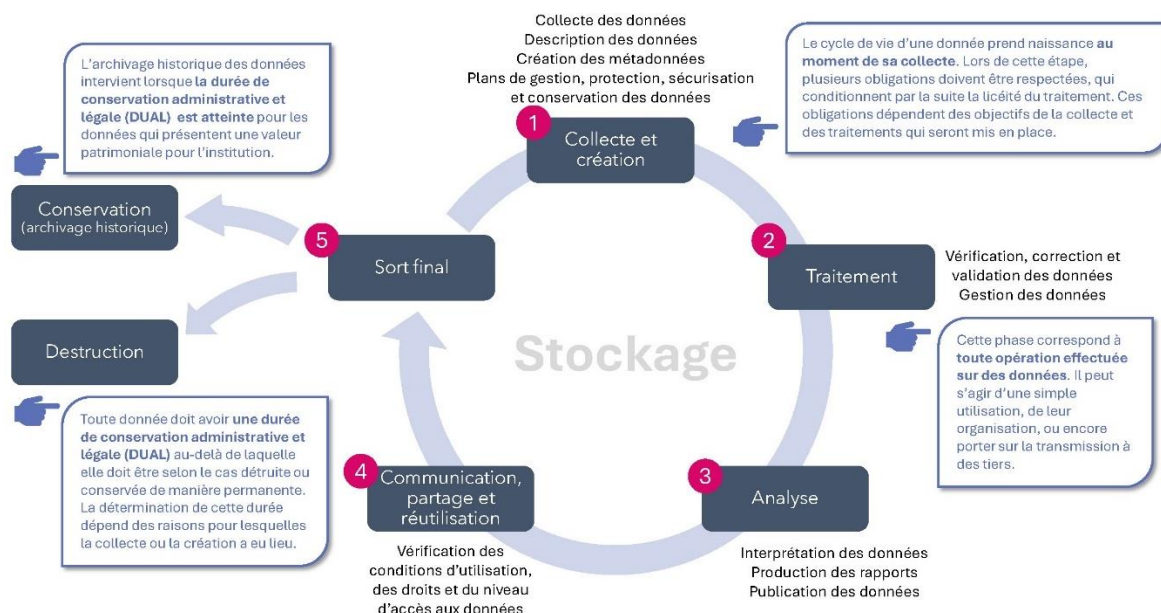 Collecte des données
Description des données
Création des métadonnées
Plans de gestion, protection, sécurisation
et conservation des données
1
Collecte et
création
Le cycle de vie d'une donnée prend naissance au
moment de sa collecte. Lors de cette étape,
plusieurs obligations doivent être respectées, qui
conditionnent par la suite la licéité du traitement. Ces
obligations dépendent des objectifs de la collecte et
des traitements qui seront mis en place.
2
Traitement
Vérification, correction et
validation des données
Gestion des données
Cette phase correspond à
toute opération effectuée
sur des données. Il peut
s'agir d'une simple
utilisation, de leur
organisation, ou encore
porter sur la transmission à
des tiers.
Stockage
3
Analyse
Interprétation des données
Production des rapports
Publication des données
4
Communication,
partage et
réutilisation
Vérification des
conditions d'utilisation,
des droits et du niveau
d'accès aux données
5
Sort final
L'archivage historique des données
intervient lorsque la durée de
conservation administrative et
légale (DUAL) est atteinte pour les
données qui présentent une valeur
patrimoniale pour l'institution.
Conservation
(archivage historique)
Destruction
Toute donnée doit avoir une durée
de conservation administrative et
légale (DUAL) au-delà de laquelle
elle doit être selon le cas détruite ou
conservée de manière permanente.
La détermination de cette durée
dépend des raisons pour lesquelles
la collecte ou la création a eu lieu.